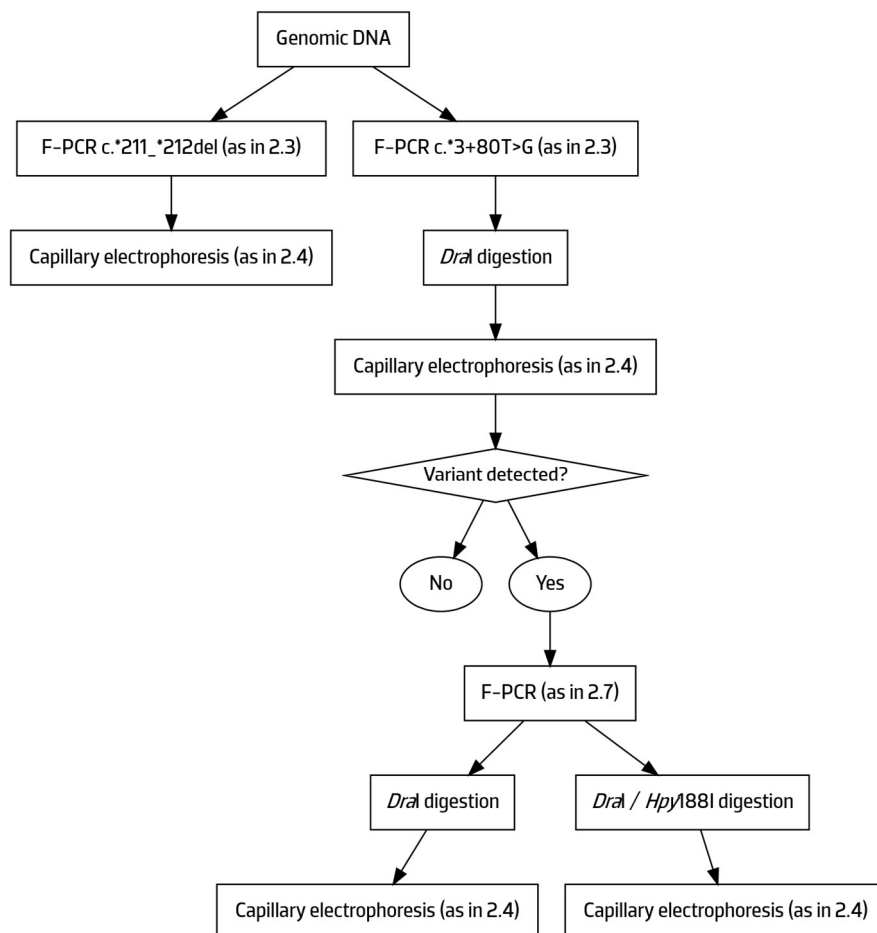 Genomic DNA
F-PCR c.*211_*212del (as in 2.3)
F-PCR c.*3+80T>G (as in 2.3)
Capillary electrophoresis (as in 2.4)
DraI digestion
Capillary electrophoresis (as in 2.4)
Variant detected?
No
Yes
F-PCR (as in 2.7)
DraI digestion
DraI / Hpy188I digestion
Capillary electrophoresis (as in 2.4)
Capillary electrophoresis (as in 2.4)